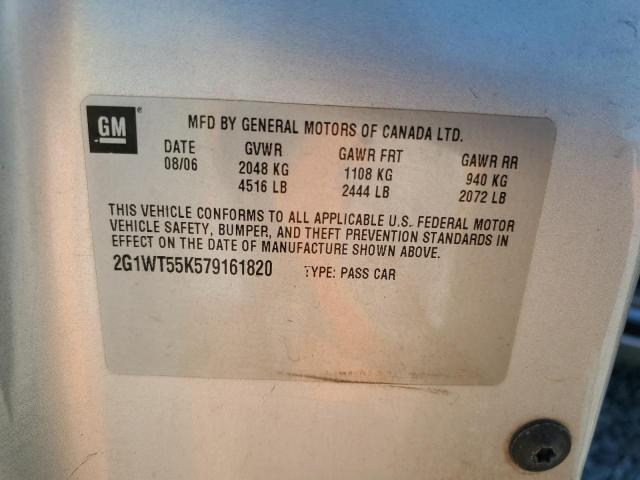 GM®
MFD BY GENERAL MOTORS OF CANADA LTD.
DATE GVWR GAWR FRT GAWR RR
08/06 2048 KG 1108 KG 940 KG
4516 LB 2444 LB 2072 LB
THIS VEHICLE CONFORMS TO ALL APPLICABLE U.S. FEDERAL MOTOR
VEHICLE SAFETY, BUMPER, AND THEFT PREVENTION STANDARDS IN
EFFECT ON THE DATE OF MANUFACTURE SHOWN ABOVE.
2G1WT55K579161820 TYPE: PASS CAR